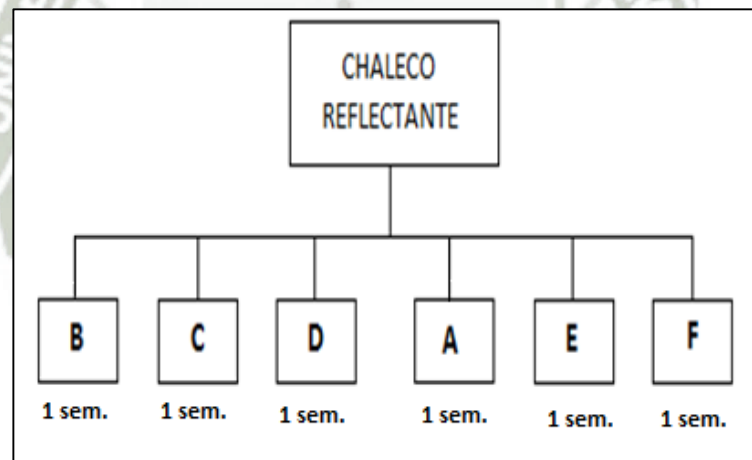 CHALECO
REFLECTANTE
B C D A E F
1 sem. 1 sem. 1 sem. 1 sem. 1 sem. 1 sem.